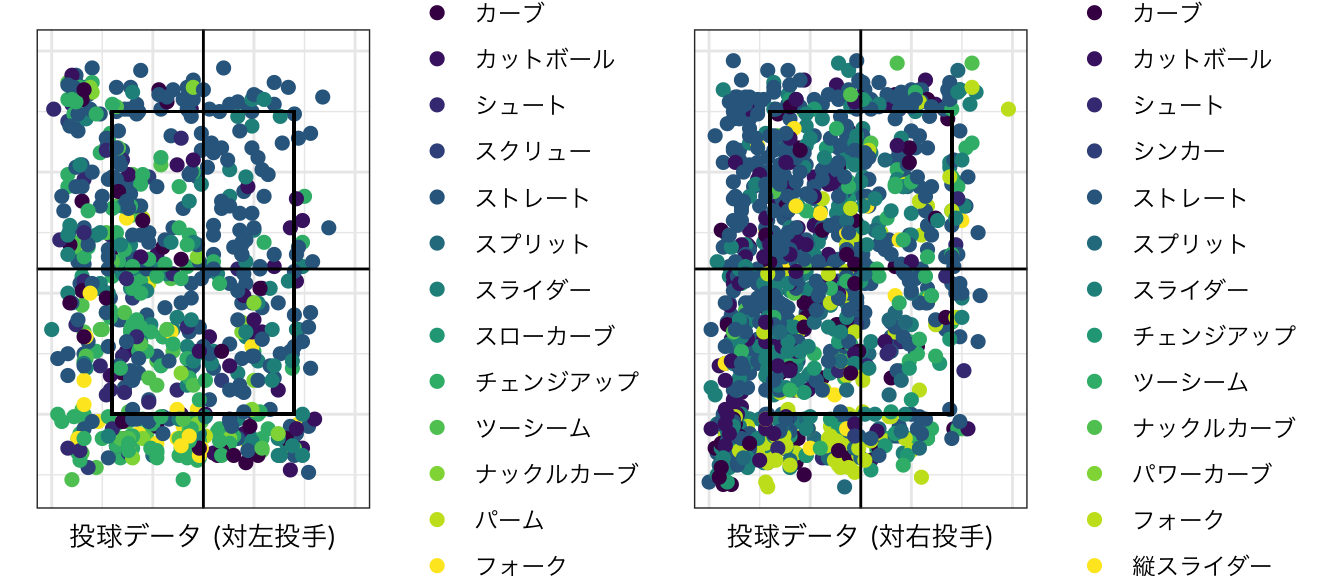 カーブ
カットボール
シュート
スクリュー
ストレート
スプリット
スライダー
スローカーブ
チェンジアップ
ツーシーム
ナックルカーブ
パーム
フォーク
投球データ (対左投手)
カーブ
カットボール
シュート
シンカー
ストレート
スプリット
スライダー
チェンジアップ
ツーシーム
ナックルカーブ
パワーカーブ
フォーク
縦スライダー
投球データ (対右投手)